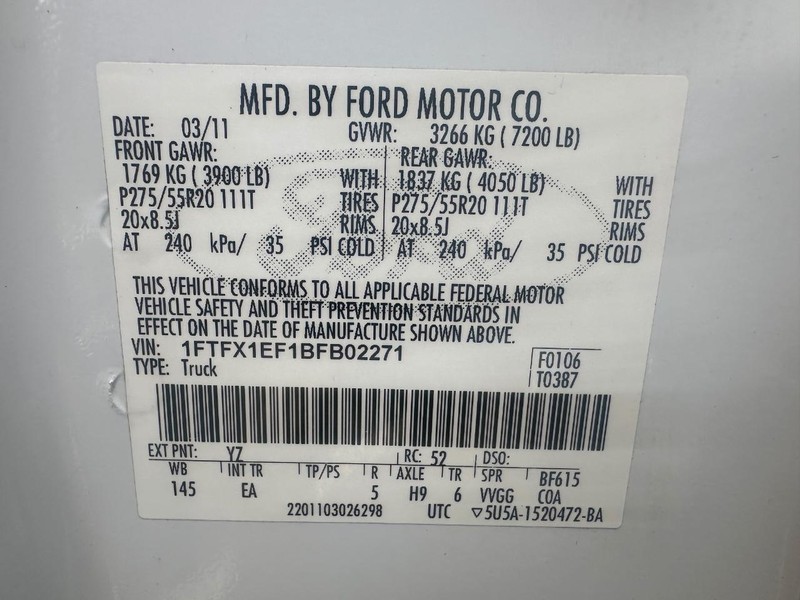 MFD. BY FORD MOTOR CO.
DATE: 03/11 GVWR: 3266 KG ( 7200 LB)
FRONT GAWR: REAR GAWR:
1769 KG ( 3900 LB) WITH 1837 KG ( 4050 LB) WITH
P275/55R20 111T TIRES P275/55R20 111T TIRES
20x8.5J RIMS 20x8.5J RIMS
AT 240 kPa/ 35 PSI COLD AT 240 kPa/ 35 PSI COLD
Ford
THIS VEHICLE CONFORMS TO ALL APPLICABLE FEDERAL MOTOR
VEHICLE SAFETY AND THEFT PREVENTION STANDARDS IN
EFFECT ON THE DATE OF MANUFACTURE SHOWN ABOVE.
VIN: 1FTFX1EF1BFB02271 F0106
TYPE: Truck T0387
EXT PNT: YZ RC: 52 DSO:
WB INT TR TP/PS R AXLE TR SPR BF615
145 EA 5 H9 6 VVGG COA
2201103026298 UTC ▽5U5A-1520472-BA